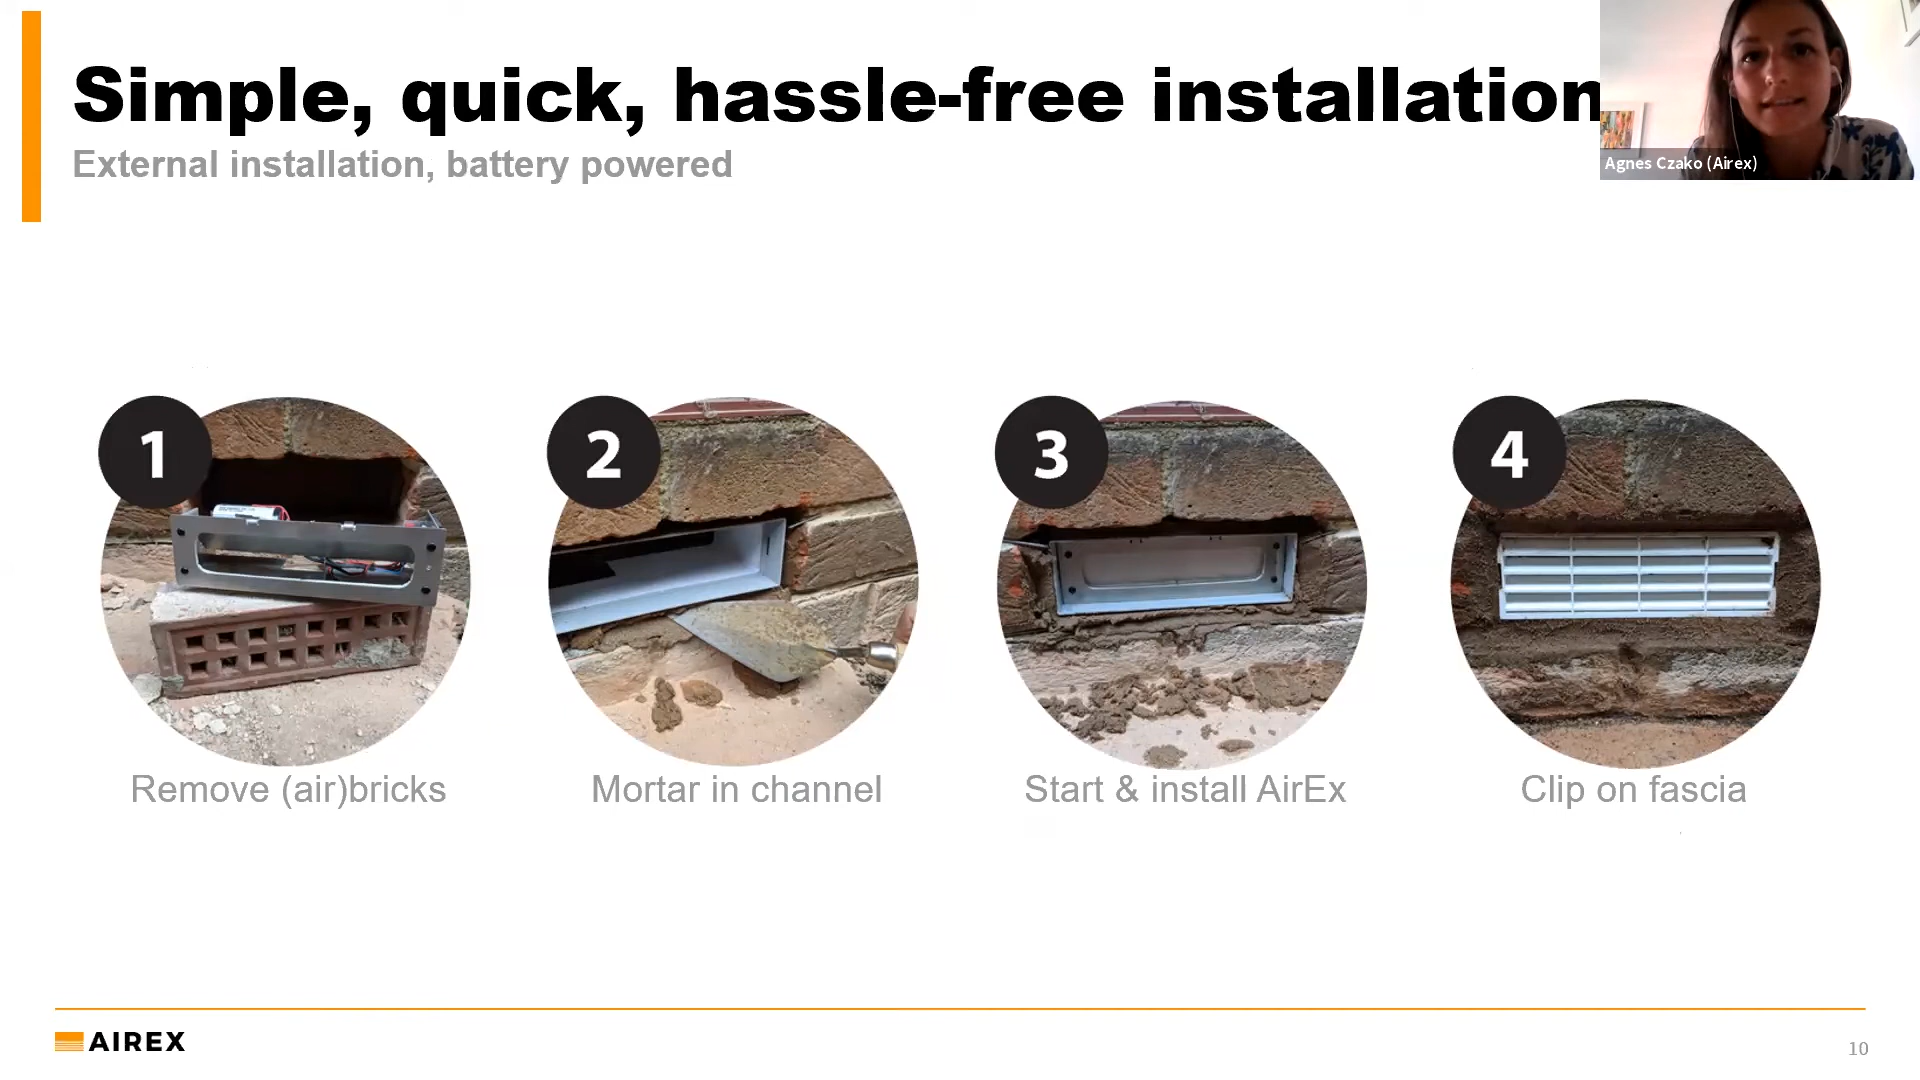 Simple, quick, hassle-free installation
External installation, battery powered
Agnes Czako (Airex)
1
2
3
4
Remove (air)bricks
Mortar in channel
Start & install AirEx
Clip on fascia
AIREX
10